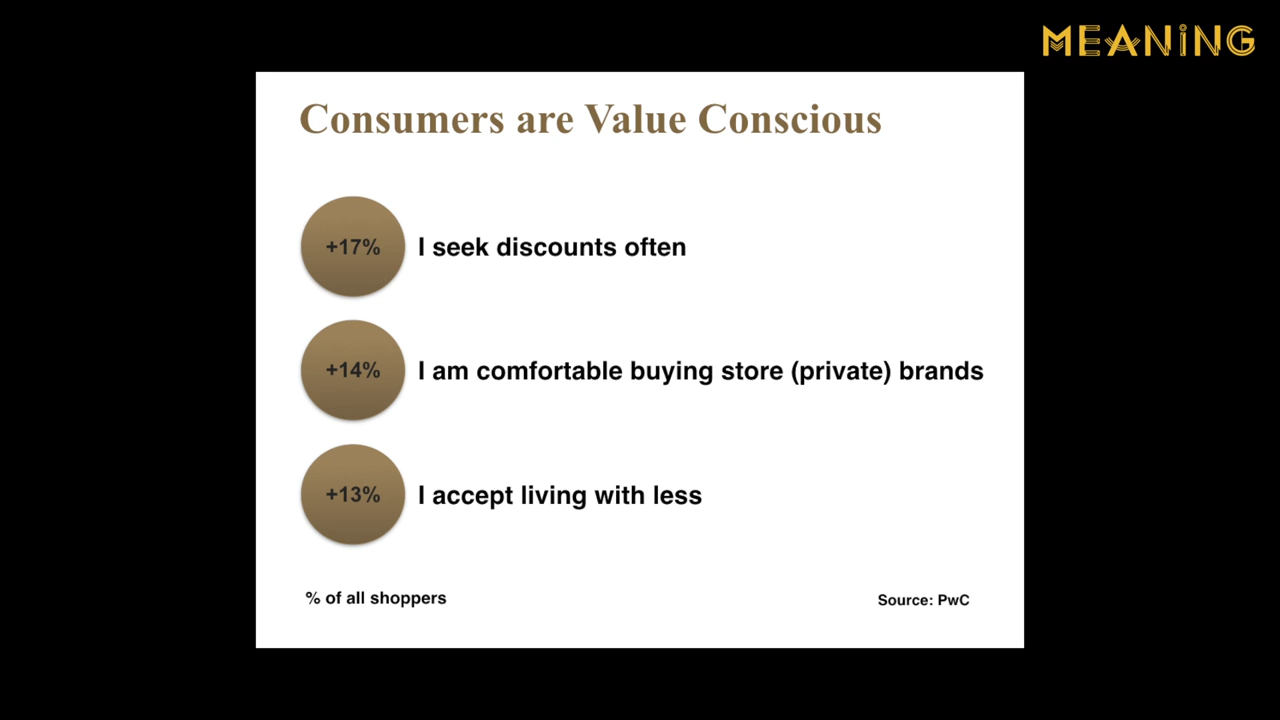 MEANiNG
Consumers are Value Conscious
+17%
I seek discounts often
+14%
I am comfortable buying store (private) brands
+13%
I accept living with less
% of all shoppers
Source: PwC